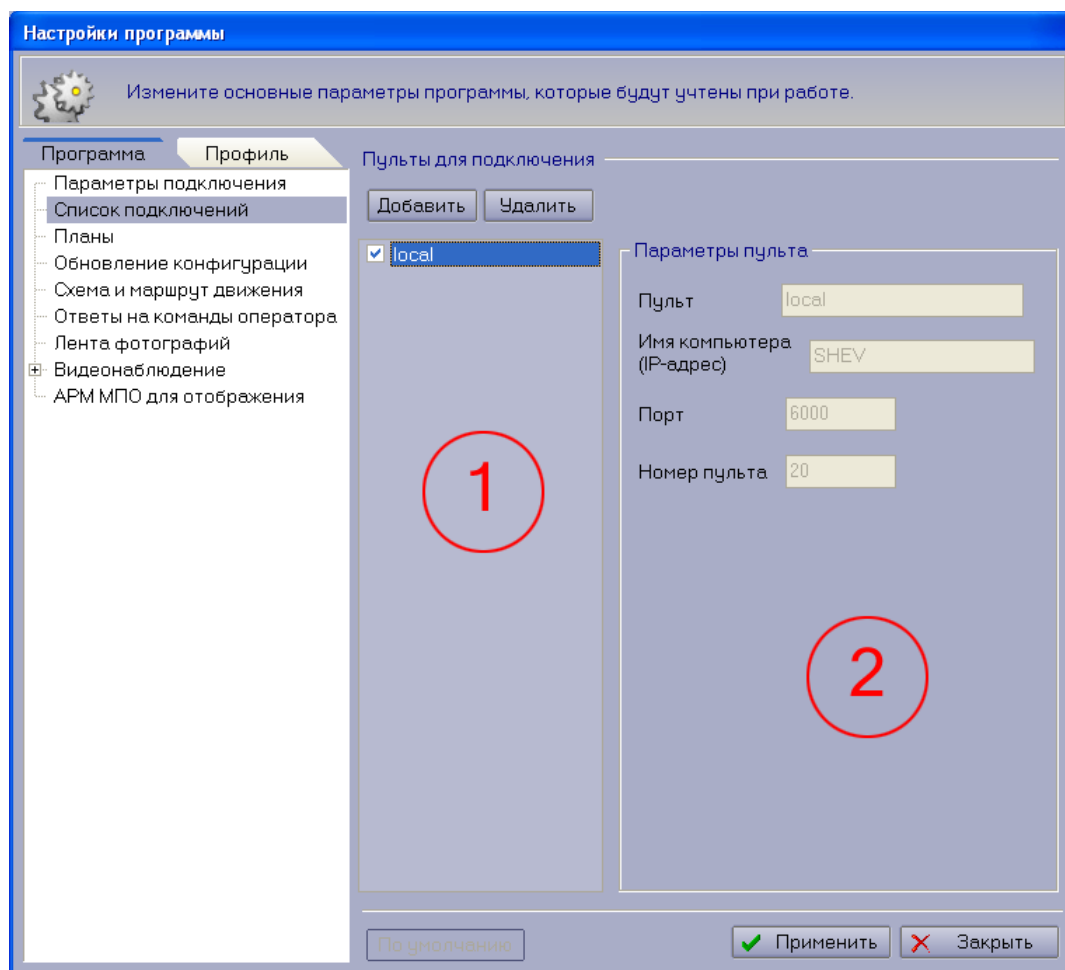 Настройки программы
Измените основные параметры программы, которые будут учтены при работе.
Программа
Профиль
Параметры подключения
Список подключений
Планы
Обновление конфигурации
Схема и маршрут движения
Ответы на команды оператора
Лента фотографий
Видеонаблюдение
АРМ МПО для отображения
Пульты для подключения
Добавить
Удалить
local
1
Параметры пульта
Пульт
local
Имя компьютера
(IP-адрес)
SHEV
Порт
6000
Номер пульта
20
2
По умолчанию
Применить
Закрыть